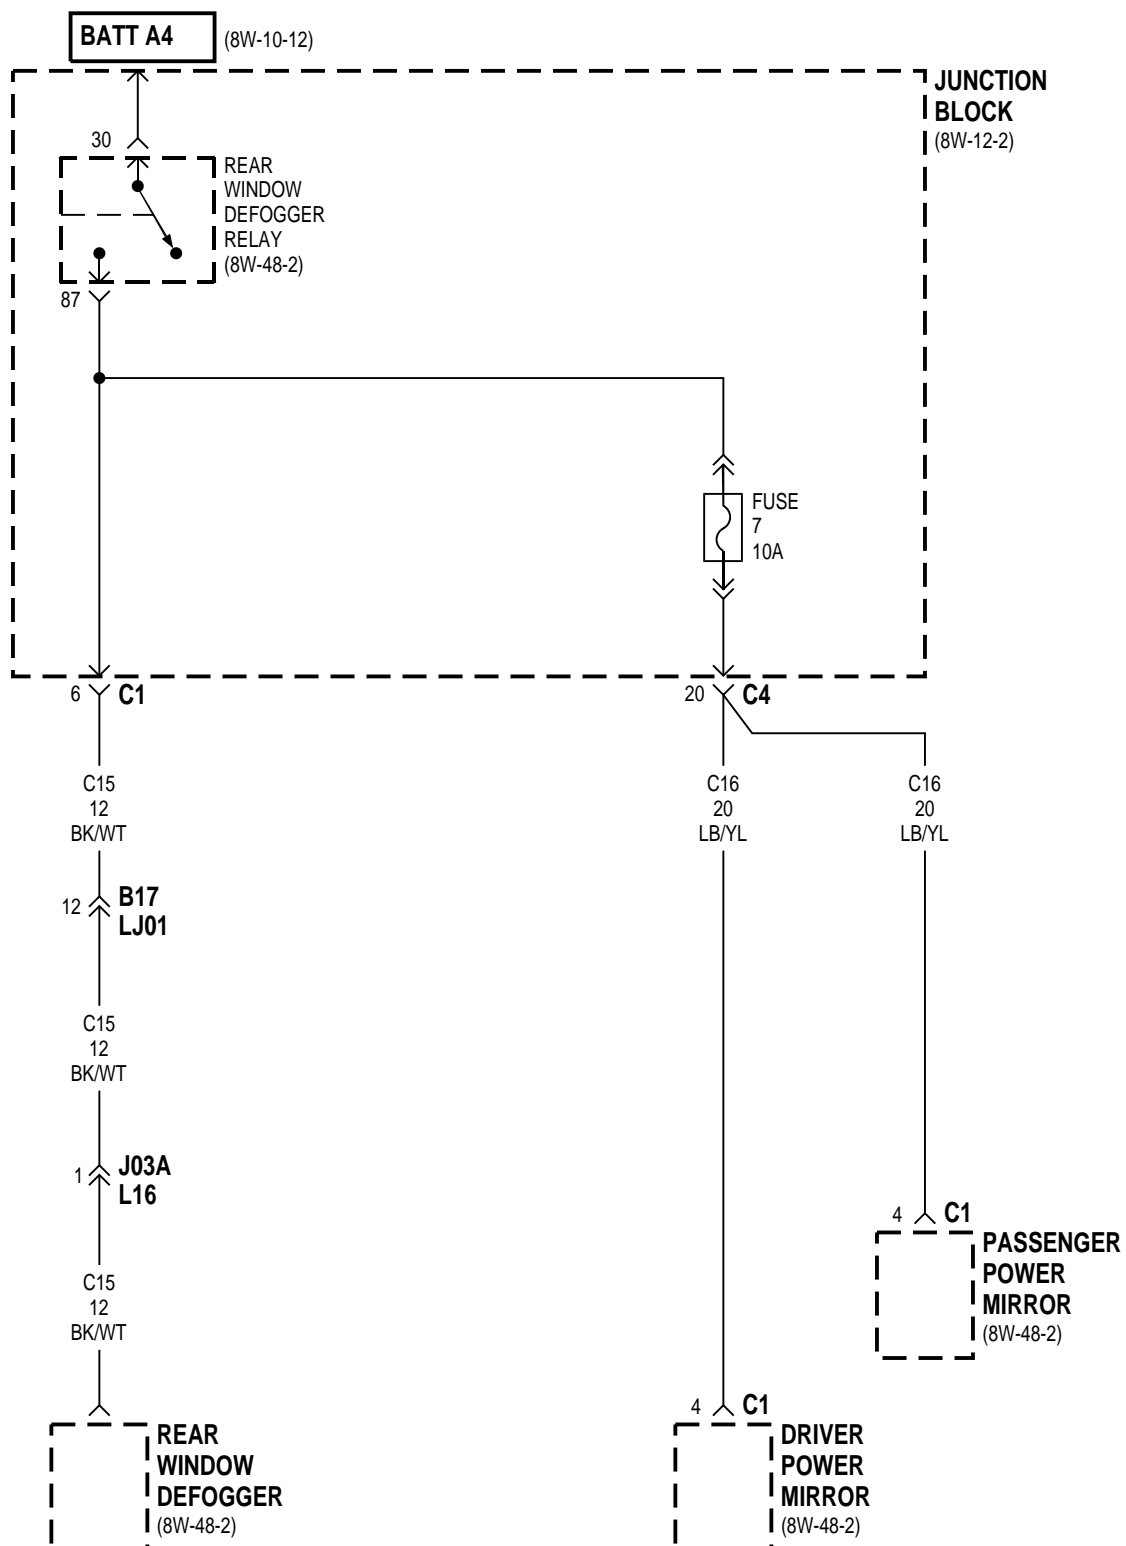 BATT A4
(8W-10-12)
JUNCTION
BLOCK
(8W-12-2)
30
REAR
WINDOW
DEFOGGER
RELAY
(8W-48-2)
87
FUSE
7
10A
6
C1
20
C4
C15
12
BK/WT
C16
20
LB/YL
C16
20
LB/YL
12
B17
LJ01
C15
12
BK/WT
1
J03A
L16
4
C1
PASSENGER
POWER
MIRROR
(8W-48-2)
C15
12
BK/WT
REAR
WINDOW
DEFOGGER
(8W-48-2)
4
C1
DRIVER
POWER
MIRROR
(8W-48-2)